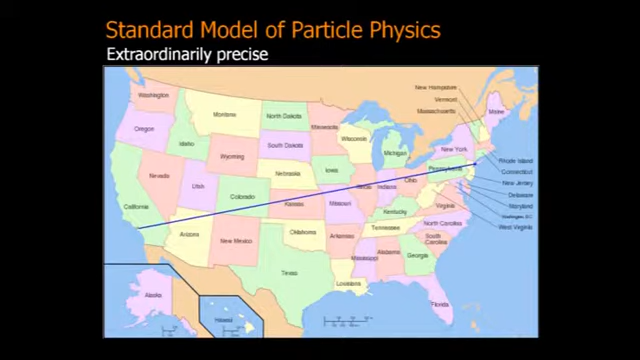 Standard Model of Particle Physics
Extraordinarily precise
New Hampshire
Vermont
Massachusetts
Washington
Montana
North Dakota
Minnesota
Maine
Oregon
Idaho
Wisconsin
South Dakota
Michigan
New York
Wyoming
Rhode Island
Connecticut
Nevada
Nebraska
Iowa
Pennsylvania
New Jersey
Utah
Colorado
Illinois
Indiana
Ohio
Delaware
Maryland
California
Kansas
Missouri
Kentucky
Virginia
Washington, DC
West Virginia
Arizona
New Mexico
Oklahoma
Arkansas
Tennessee
North Carolina
South
Carolina
Mississippi
Alabama
Georgia
Texas
Louisiana
Alaska
Hawaii
Florida